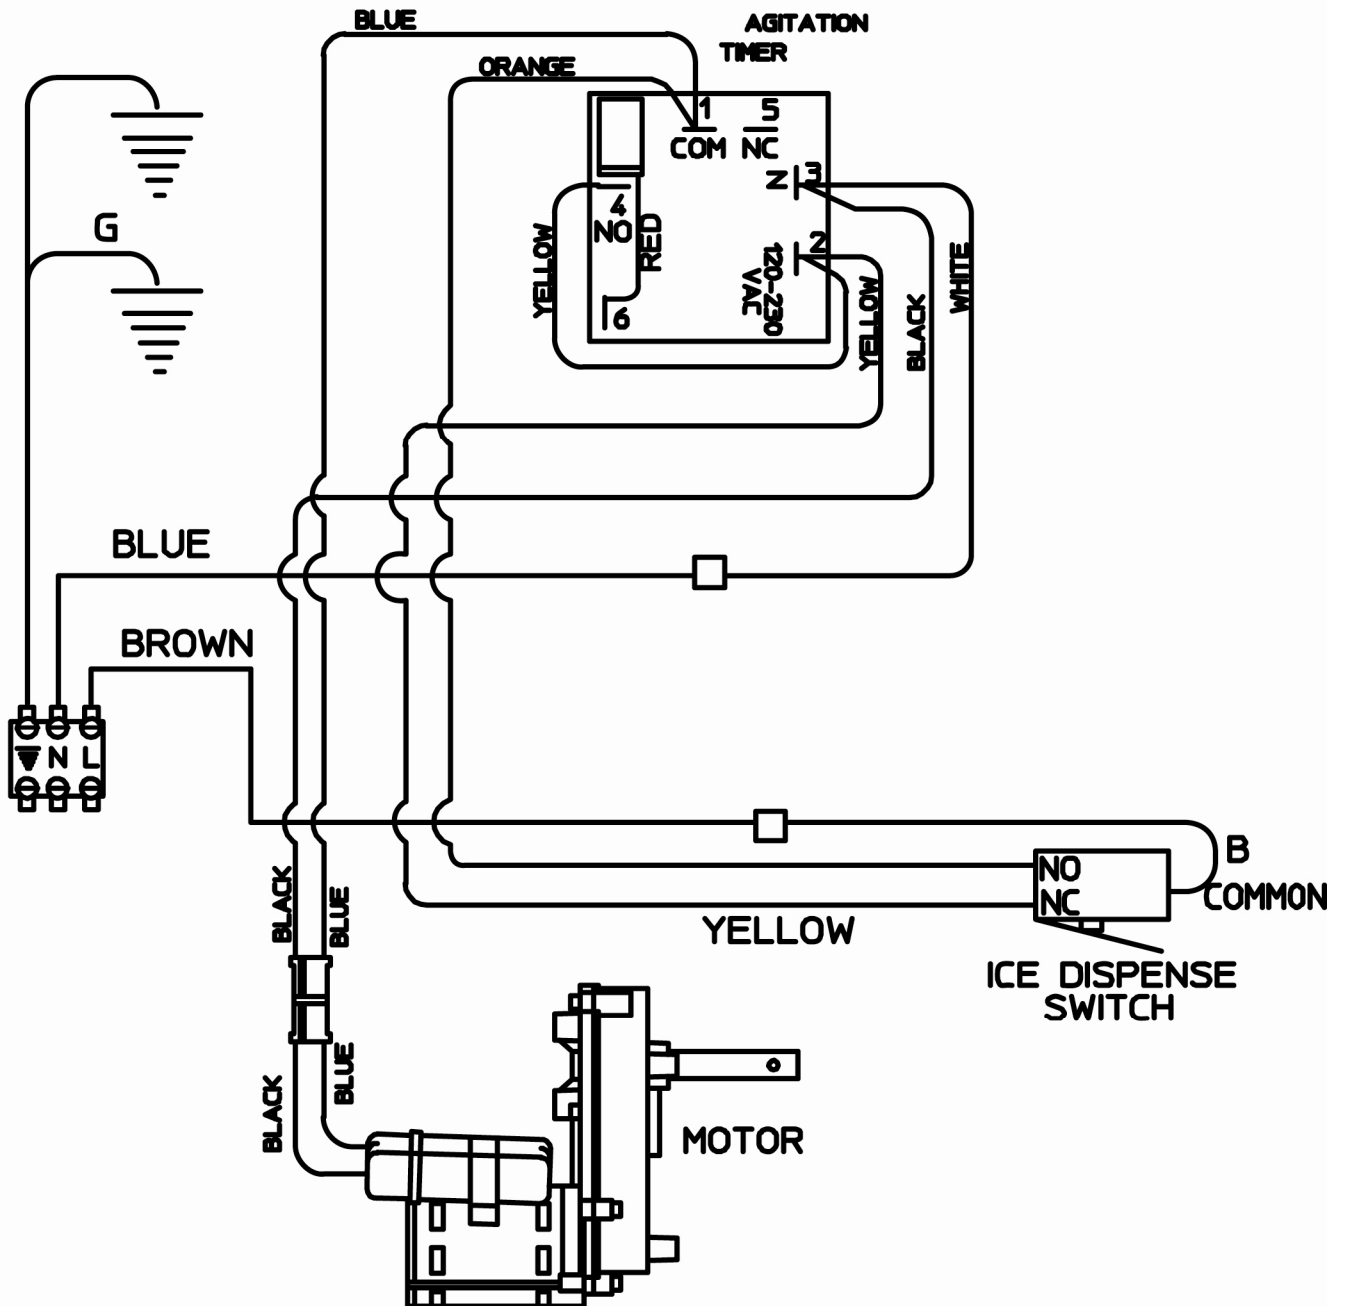 BLUE
AGITATION
TIMER
ORANGE
1
5
COM NC
N
3
4
NO
RED
YELLOW
2
120-230
VAC
6
YELLOW
BLACK
WHITE
G
BLUE
BROWN
N L
B
COMMON
NO
NC
YELLOW
ICE DISPENSE
SWITCH
BLACK
BLUE
BLACK
BLUE
MOTOR